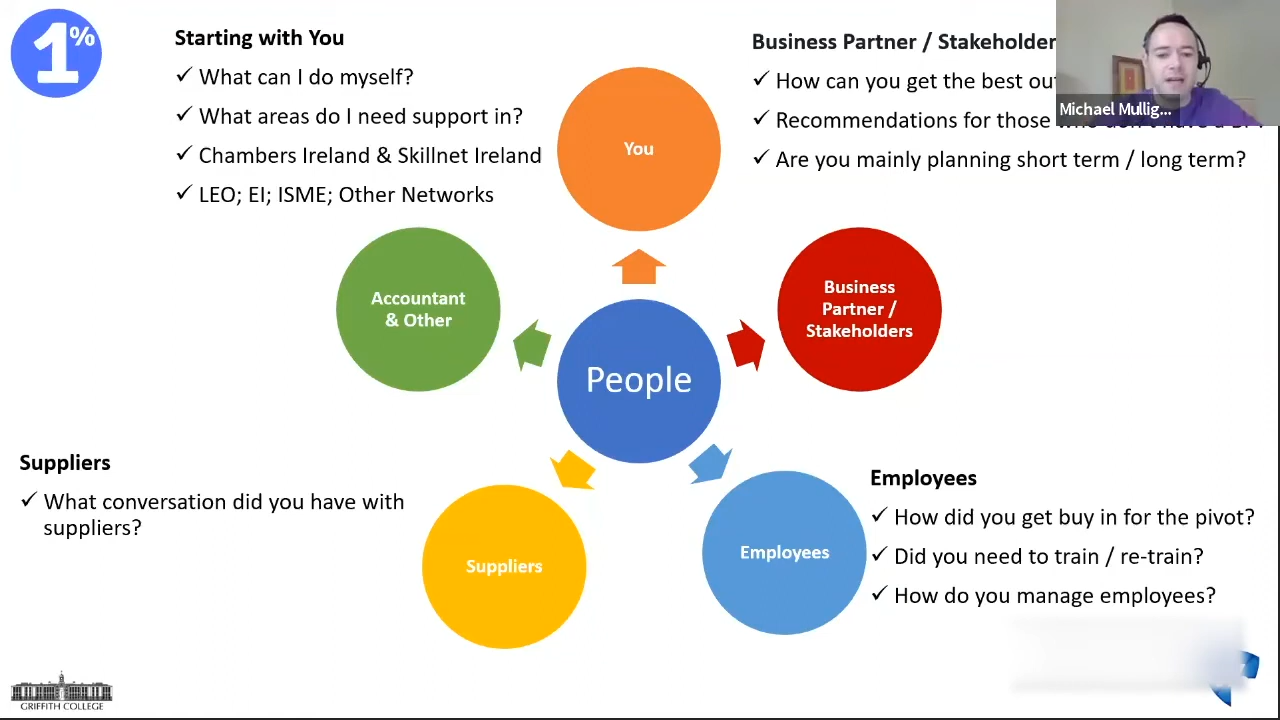 1%
Starting with You
✓ What can I do myself?
✓ What areas do I need support in?
✓ Chambers Ireland & Skillnet Ireland
✓ LEO; EI; ISME; Other Networks
Business Partner / Stakeholder
✓ How can you get the best ou
✓ Recommendations for those who don't have a
✓ Are you mainly planning short term / long term?
Michael Mullig...
You
Accountant
& Other
Business
Partner /
Stakeholders
People
Suppliers
✓ What conversation did you have with
suppliers?
Suppliers
Employees
Employees
✓ How did you get buy in for the pivot?
✓ Did you need to train / re-train?
✓ How do you manage employees?
GRIFFITH COLLEGE